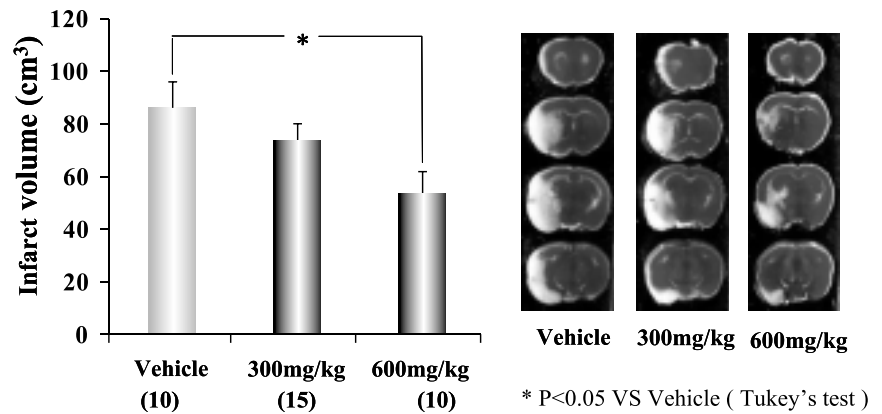 *
120
100
80
60
40
20
0
Infarct volume (cm³)
Vehicle 300mg/kg 600mg/kg
(10) (15) (10)
Vehicle 300mg/kg 600mg/kg
* P<0.05 VS Vehicle ( Tukey’s test )